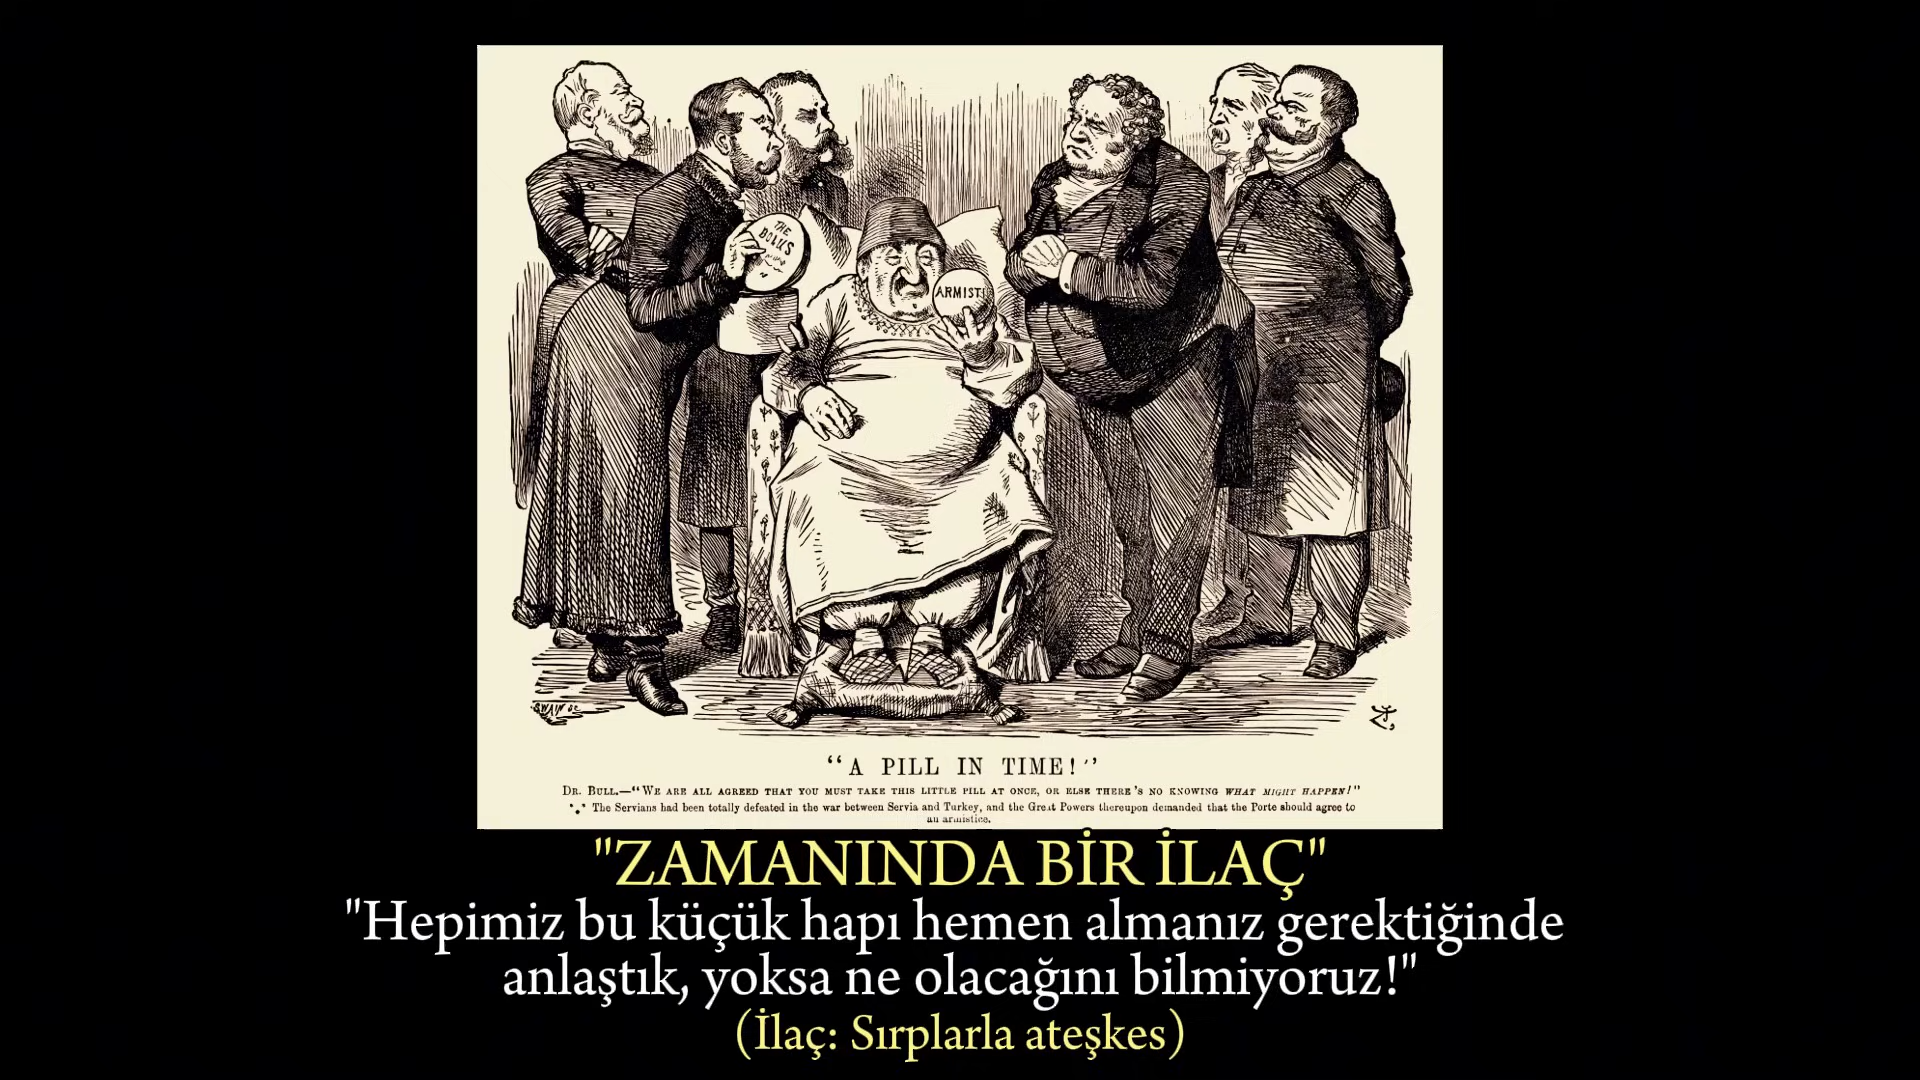 THE
BOLUS
ARMISTI
SWAIN SC
"A PILL IN TIME!"
DR. BULL.—"WE ARE ALL AGREED THAT YOU MUST TAKE THIS LITTLE PILL AT ONCE, OR ELSE THERE'S NO KNOWING WHAT MIGHT HAPPEN!"
*.* The Servians had been totally defeated in the war between Servia and Turkey, and the Great Powers thereupon demanded that the Porte should agree to
an armistice.
"ZAMANINDA BİR İLAÇ"
"Hepimiz bu küçük hapı hemen almanız gerektiğinde
anlaştık, yoksa ne olacağını bilmiyoruz!"
(İlaç: Sırplarla ateşkes)